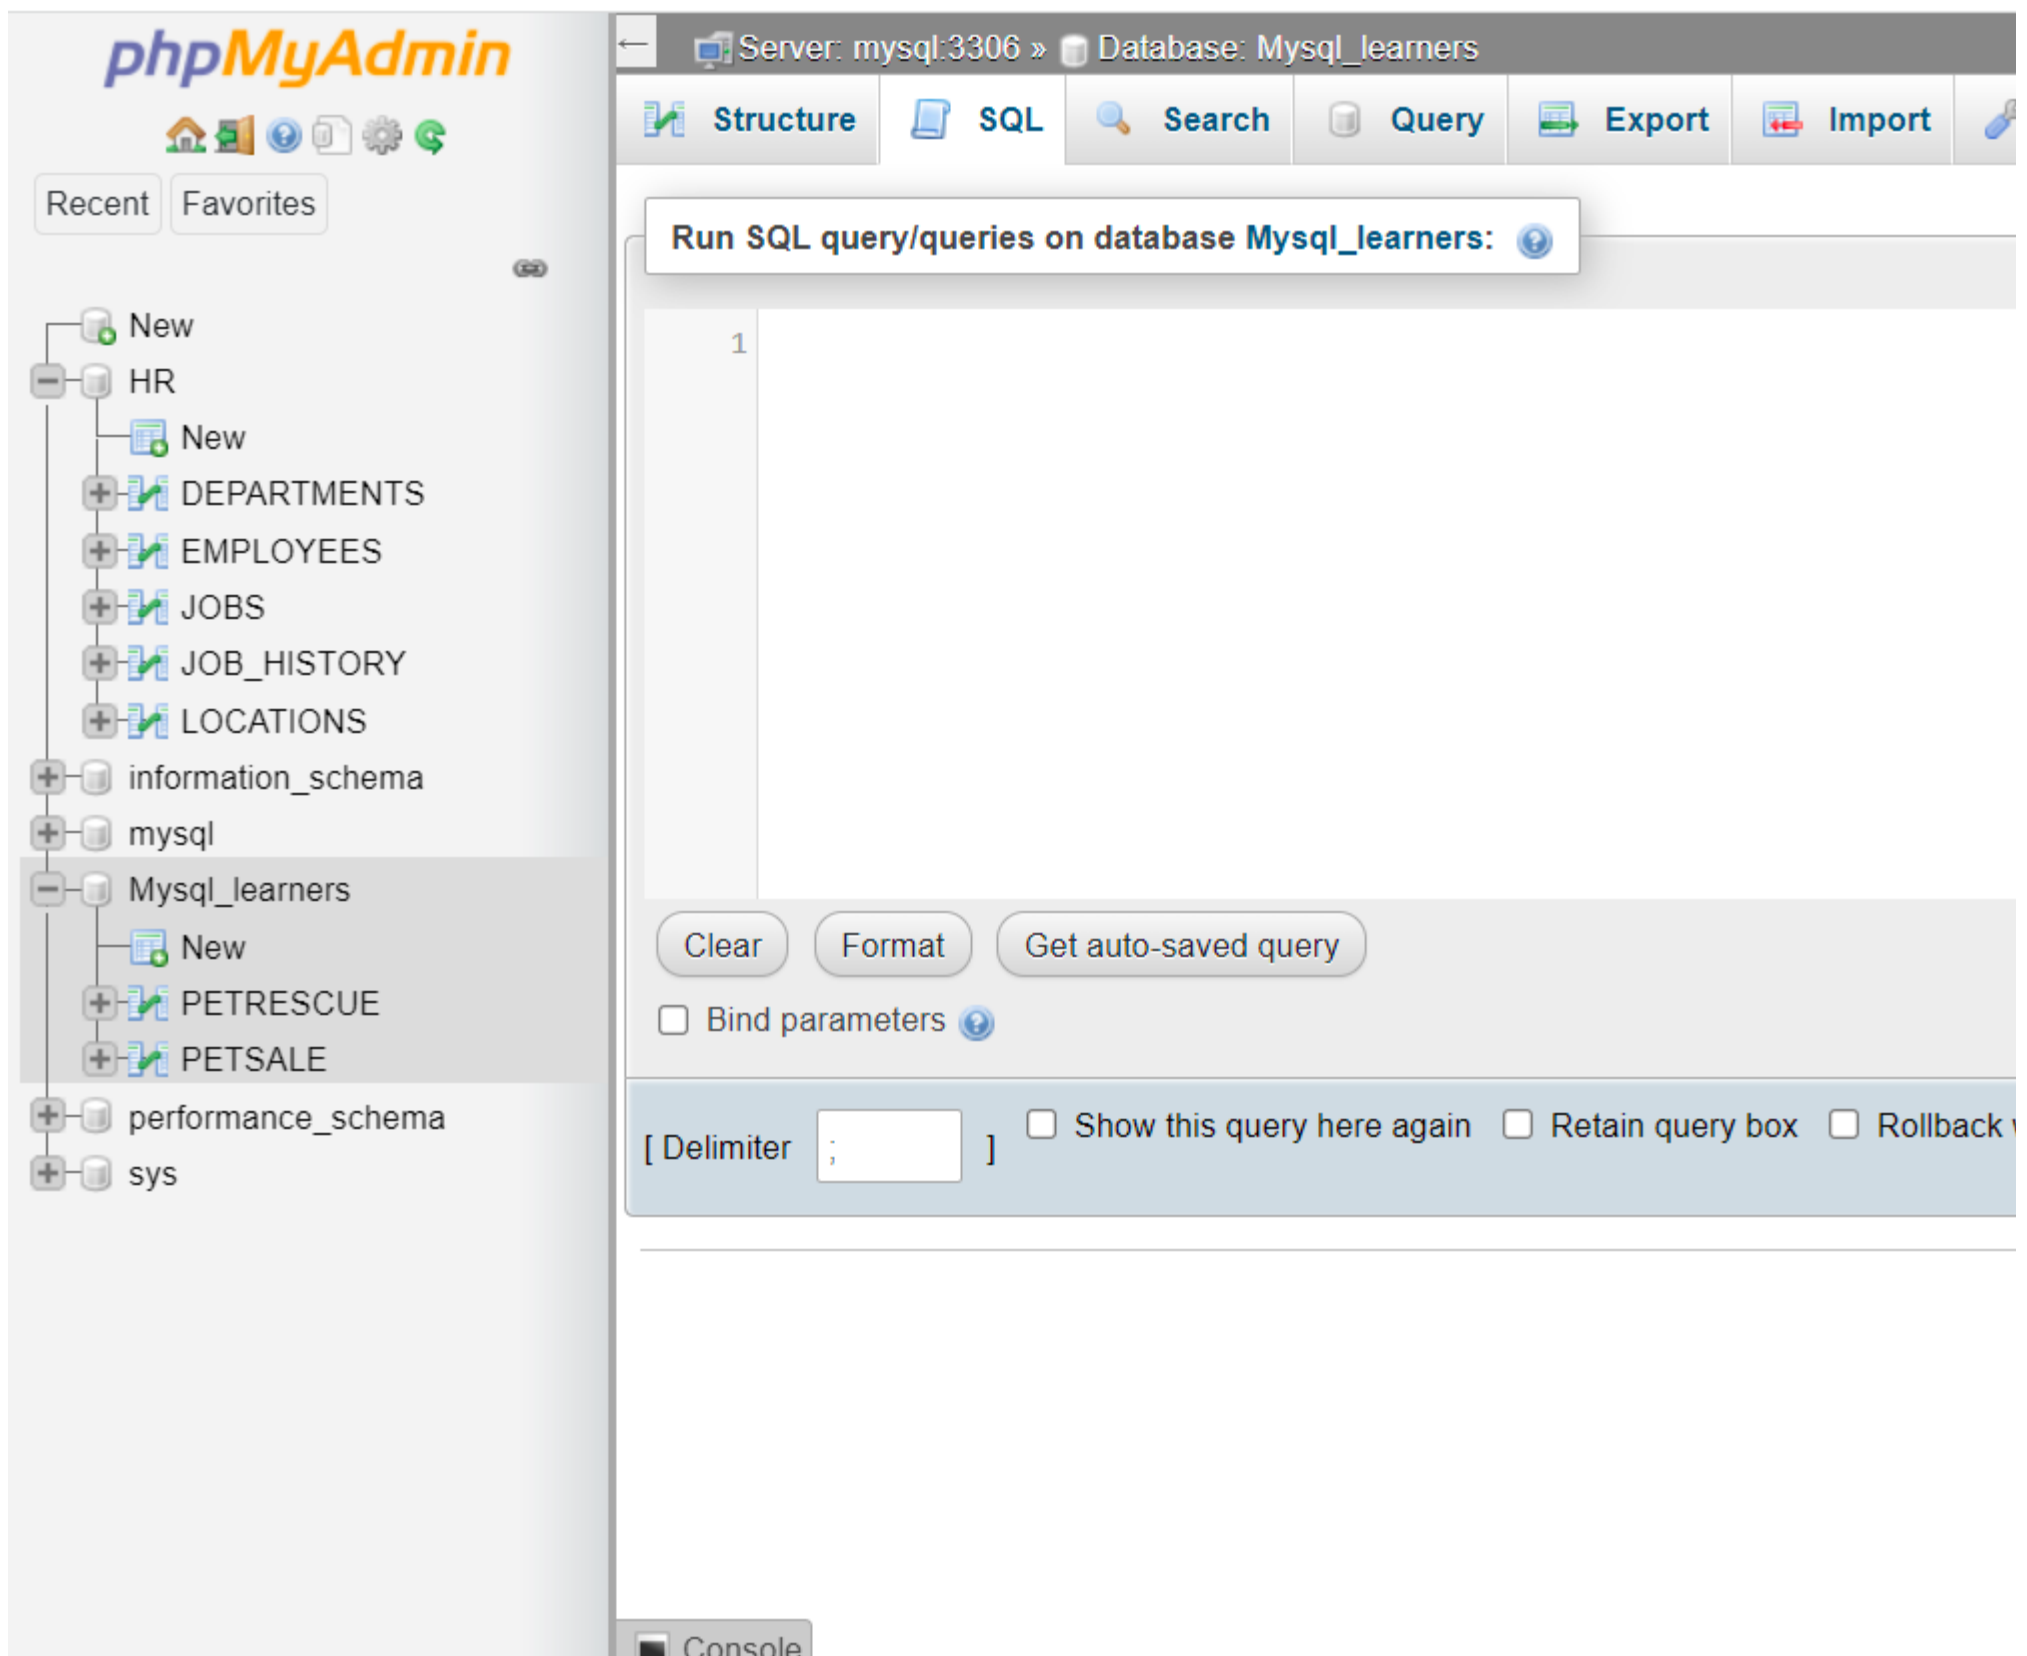 phpMyAdmin
Recent
Favorites
New
HR
New
DEPARTMENTS
EMPLOYEES
JOBS
JOB_HISTORY
LOCATIONS
information_schema
mysql
Mysql_learners
New
PETRESCUE
PETSALE
performance_schema
sys
← Server: mysql:3306 » Database: Mysql_learners
Structure SQL Search Query Export Import
Run SQL query/queries on database Mysql_learners:
1
Clear Format Get auto-saved query
Bind parameters
[ Delimiter ; ] Show this query here again Retain query box Rollback
Console